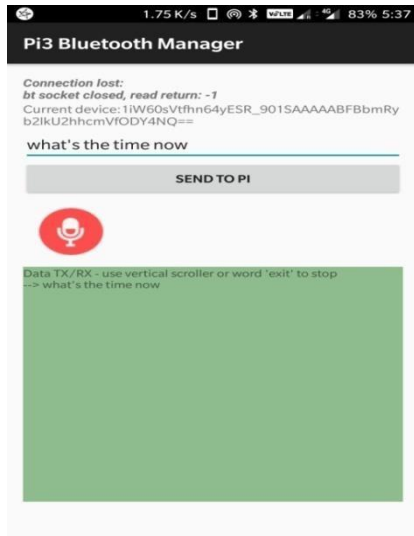 1.75 K/s VoLTE 4G 83% 5:37
Pi3 Bluetooth Manager
Connection lost:
bt socket closed, read return: -1
Current device:1iW60sVtfhn64yESR_901SAAAAABFBbmRy
b2lkU2hhcmVfODY4NQ==
what's the time now
SEND TO PI
Data TX/RX - use vertical scroller or word 'exit' to stop
--> what's the time now